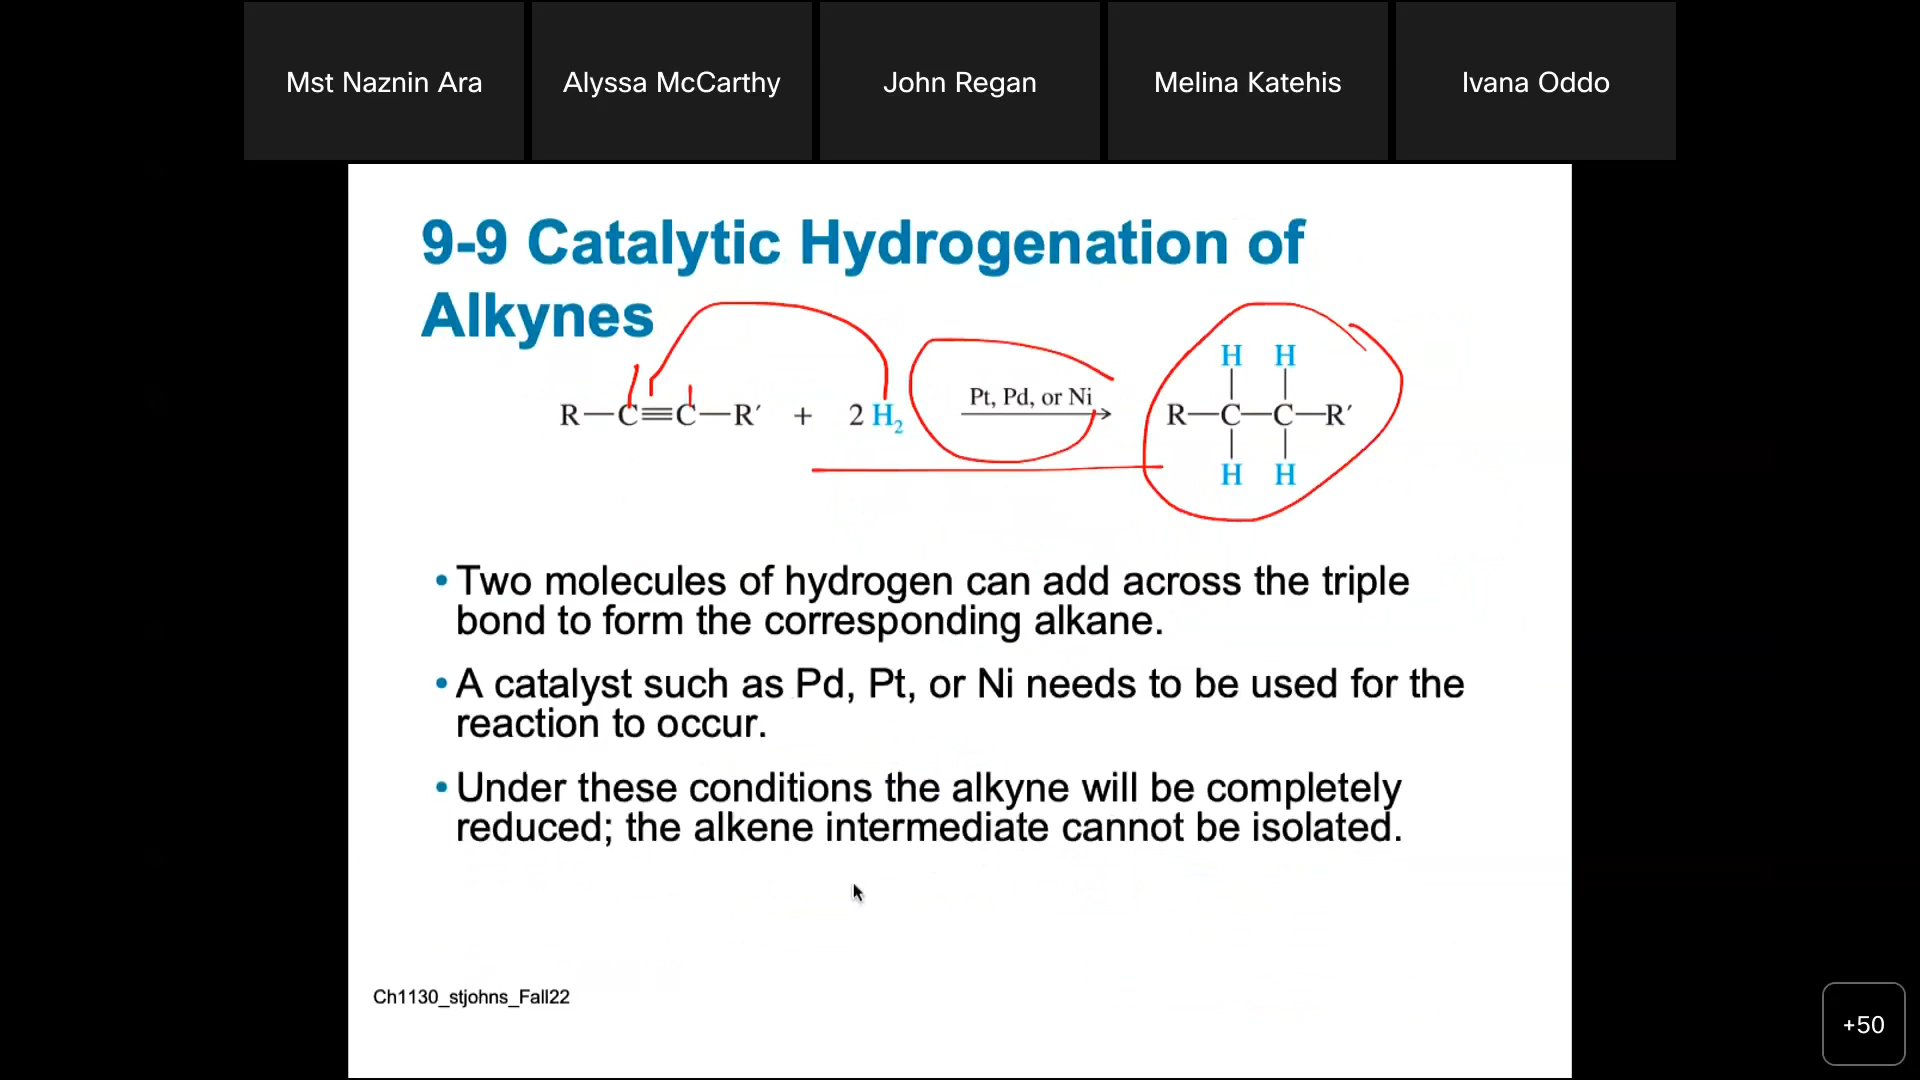 Mst Naznin Ara
Alyssa McCarthy
John Regan
Melina Katehis
Ivana Oddo
9-9 Catalytic Hydrogenation of
Alkynes
R—C≡C—R′ + 2 H₂
Pt, Pd, or Ni
H H
R—C—C—R′
H H
•Two molecules of hydrogen can add across the triple
bond to form the corresponding alkane.
•A catalyst such as Pd, Pt, or Ni needs to be used for the
reaction to occur.
•Under these conditions the alkyne will be completely
reduced; the alkene intermediate cannot be isolated.
Ch1130_stjohns_Fall22
+50